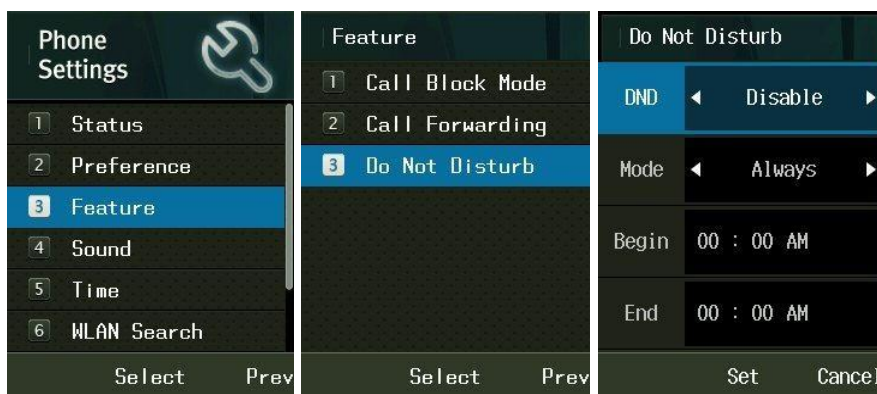 Phone
Settings
1 Status
2 Preference
3 Feature
4 Sound
5 Time
6 WLAN Search
Select Prev
Feature
1 Call Block Mode
2 Call Forwarding
3 Do Not Disturb
Select Prev
Do Not Disturb
DND Disable
Mode Always
Begin 00 : 00 AM
End 00 : 00 AM
Set Cancel